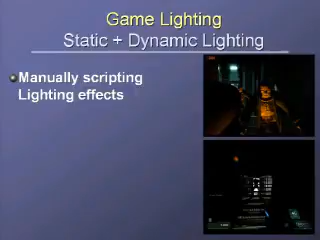 Game Lighting
Static + Dynamic Lighting
Manually scripting
Lighting effects